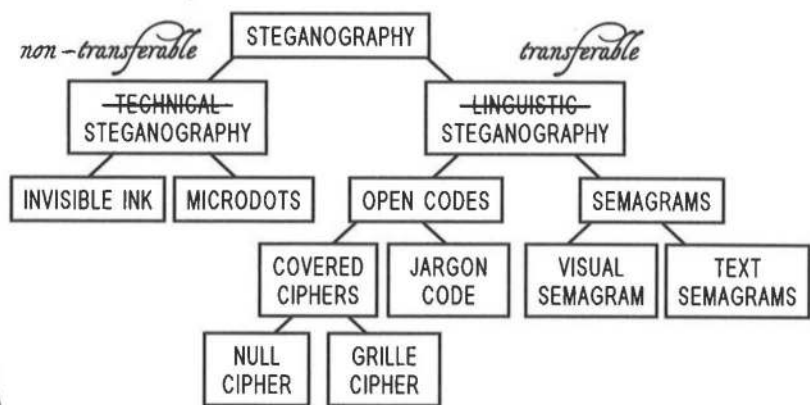 STEGANOGRAPHY
non-transferable
transferable
TECHNICAL
STEGANOGRAPHY
LINGUISTIC
STEGANOGRAPHY
INVISIBLE INK
MICRODOTS
OPEN CODES
SEMAGRAMS
COVERED
CIPHERS
JARGON
CODE
VISUAL
SEMAGRAM
TEXT
SEMAGRAMS
NULL
CIPHER
GRILLE
CIPHER